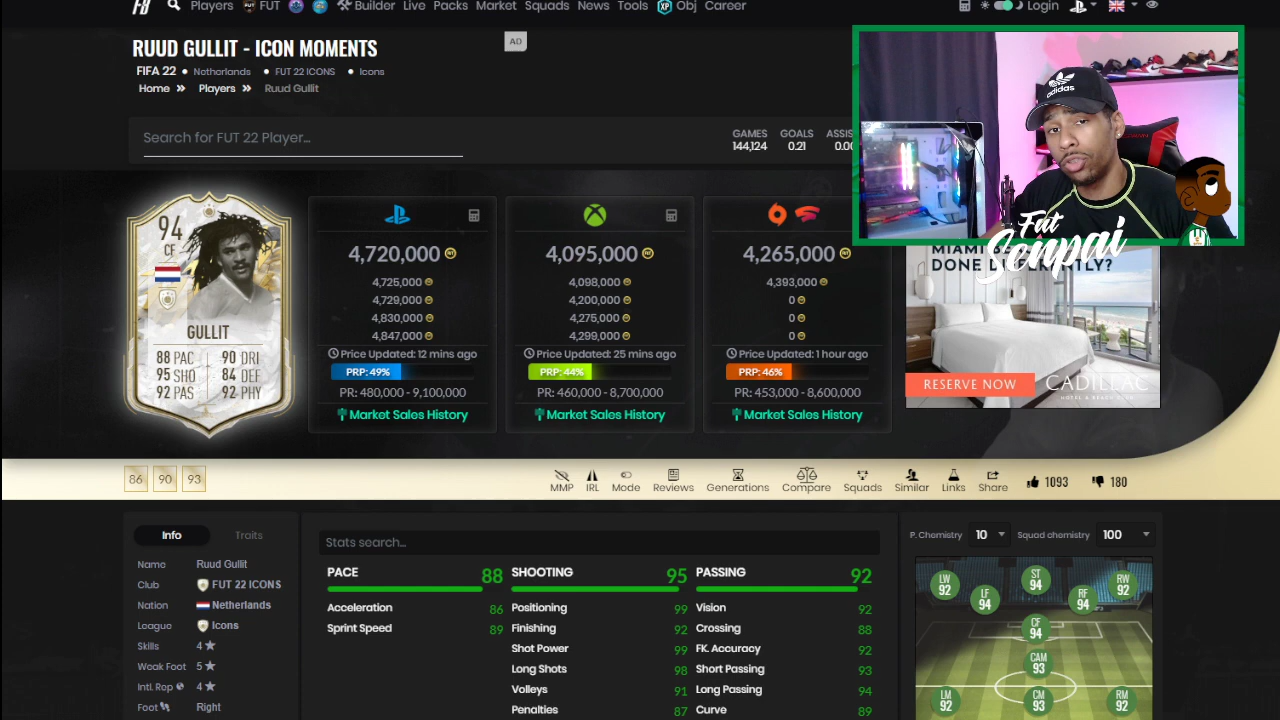 Players FUT Builder Live Packs Market Squads News Tools XP Obj Career Login
RUUD GULLIT - ICON MOMENTS
AD
FIFA 22 • Netherlands • FUT 22 ICONS • Icons
Home » Players » Ruud Gullit
Search for FUT 22 Player...
GAMES GOALS
144,124 0.21
adidas
Fut
Senpai
94
CF
GULLIT
88 PAC 90 DRI
95 SHO 84 DEF
92 PAS 92 PHY
4,720,000
4,725,000
4,729,000
4,830,000
4,847,000
Price Updated: 12 mins ago
PRP: 49%
PR: 480,000 - 9,100,000
Market Sales History
4,095,000
4,098,000
4,200,000
4,275,000
4,299,000
Price Updated: 25 mins ago
PRP: 44%
PR: 460,000 - 8,700,000
Market Sales History
4,265,000
4,393,000
0
0
0
Price Updated: 1 hour ago
PRP: 46%
PR: 453,000 - 8,600,000
Market Sales History
RESERVE NOW
CADILLAC
HOTEL & BEACH CLUB
86 90 93
MMP IRL Mode Reviews Generations Compare Squads Similar Links Share 1093 180
Info Traits
Name Ruud Gullit
Club FUT 22 ICONS
Nation Netherlands
League Icons
Skills 4 ★
Weak Foot 5 ★
Intl. Rep 4 ★
Foot Right
Stats search...
PACE 88
Acceleration 86
Sprint Speed 89
SHOOTING 95
Positioning 99
Finishing 92
Shot Power 99
Long Shots 98
Volleys 91
Penalties 87
PASSING 92
Vision 92
Crossing 88
FK. Accuracy 92
Short Passing 93
Long Passing 94
Curve 89
P. Chemistry 10 Squad chemistry 100
LW 92
LF 94
ST 94
RF 94
RW 92
CF 94
CAM 93
LM 92
CM 93
RM 92